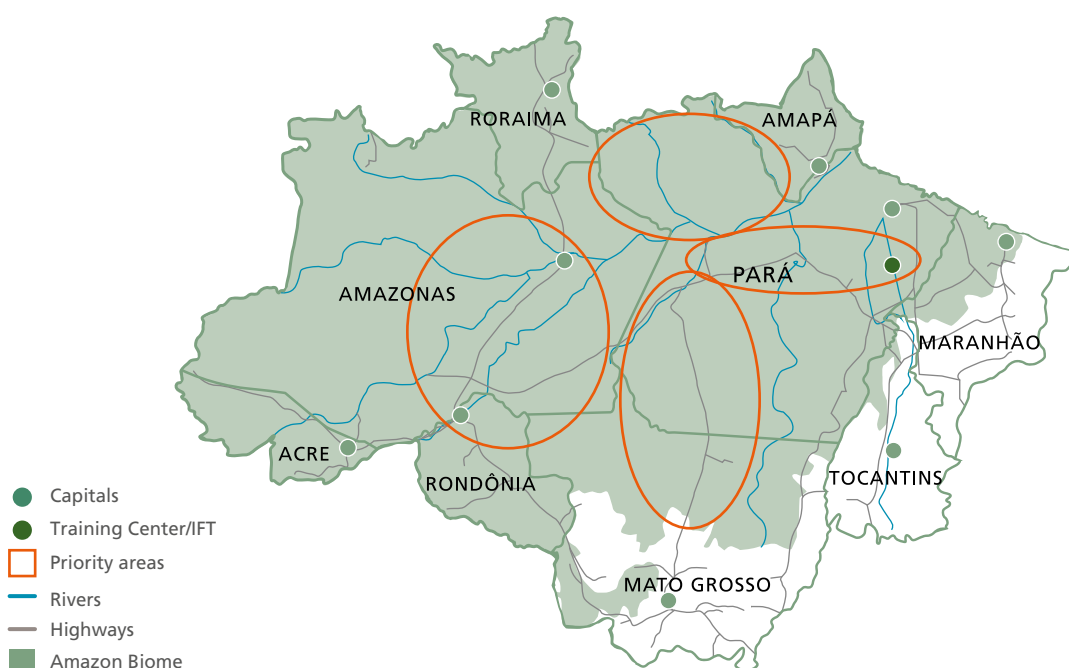 RORAIMA
AMAPÁ
PARÁ
AMAZONAS
MARANHÃO
ACRE
RONDÔNIA
TOCANTINS
MATO GROSSO
Capitals
Training Center/IFT
Priority areas
Rivers
Highways
Amazon Biome